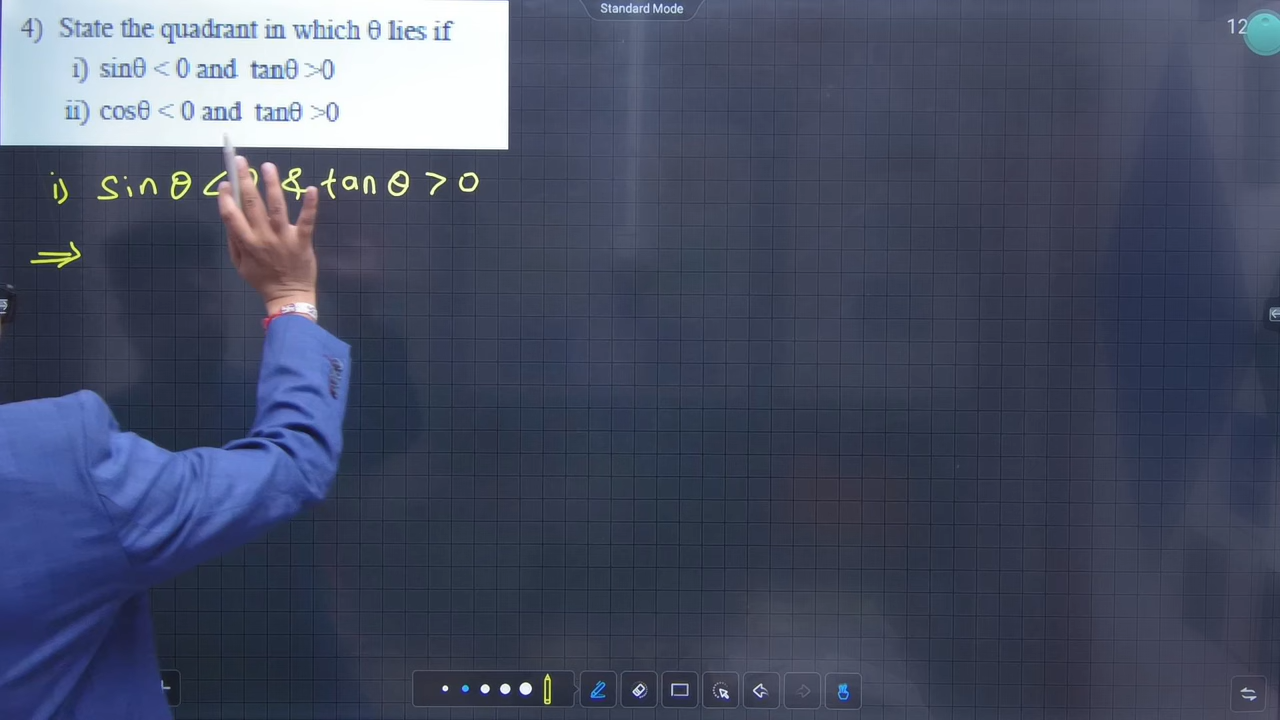 Standard Mode
12
4) State the quadrant in which θ lies if
i) sinθ < 0 and tanθ >0
ii) cosθ < 0 and tanθ >0
i) sin θ < & tan θ > 0
⇒